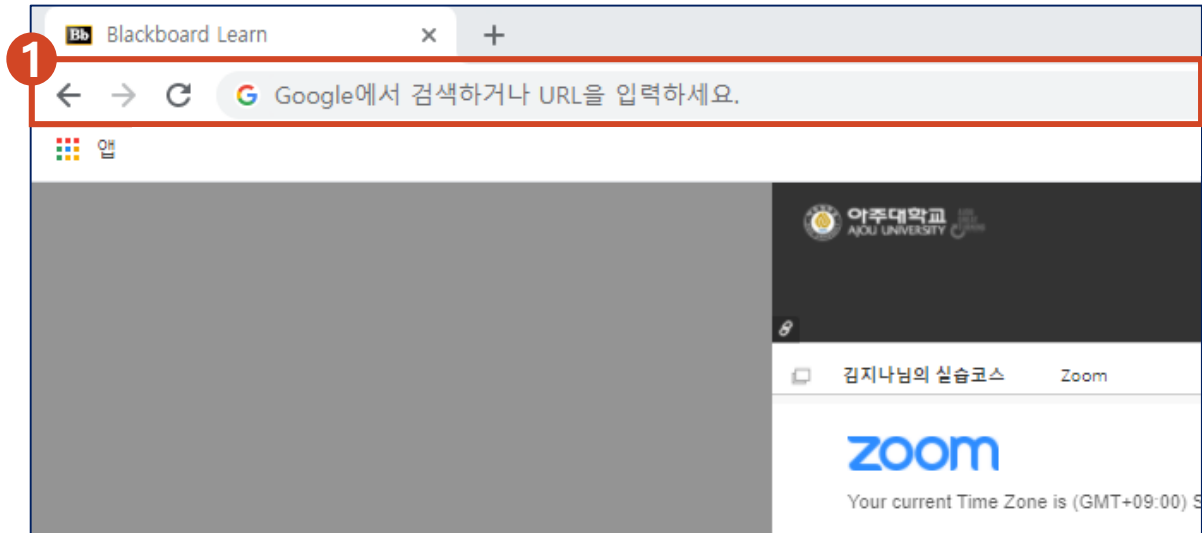 Bb Blackboard Learn
1
Google에서 검색하거나 URL을 입력하세요.
앱
아주대학교
AJOU UNIVERSITY
김지나님의 실습코스 Zoom
zoom
Your current Time Zone is (GMT+09:00) S